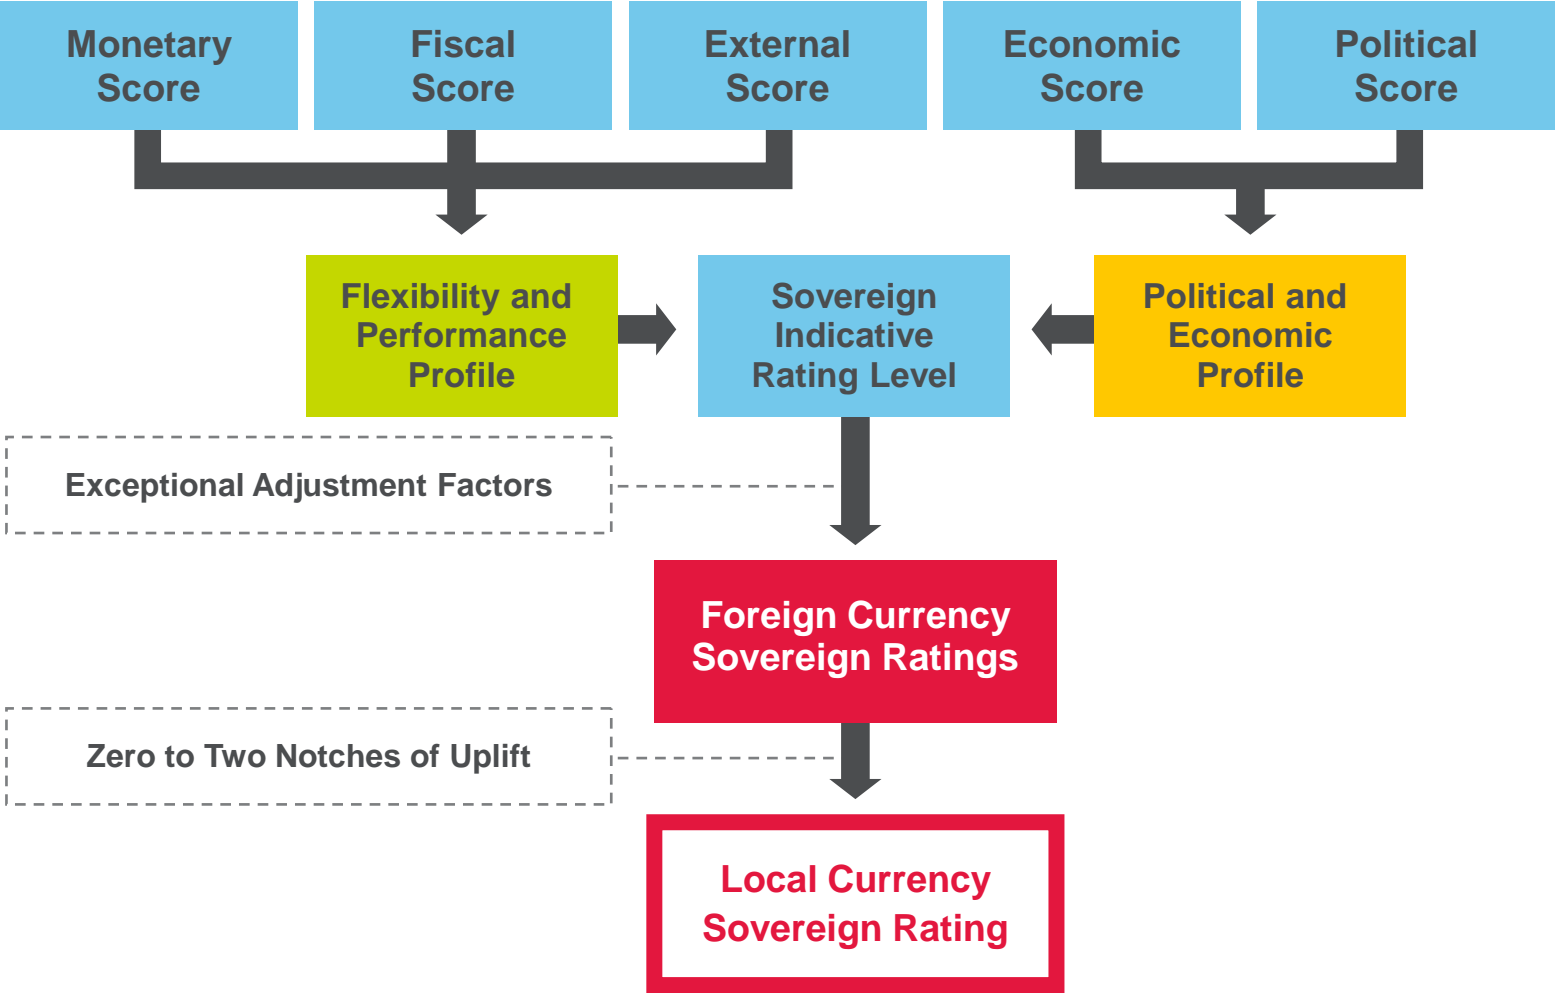 Monetary
Score
Fiscal
Score
External
Score
Economic
Score
Political
Score
Flexibility and
Performance
Profile
Sovereign
Indicative
Rating Level
Political and
Economic
Profile
Exceptional Adjustment Factors
Foreign Currency
Sovereign Ratings
Zero to Two Notches of Uplift
Local Currency
Sovereign Rating